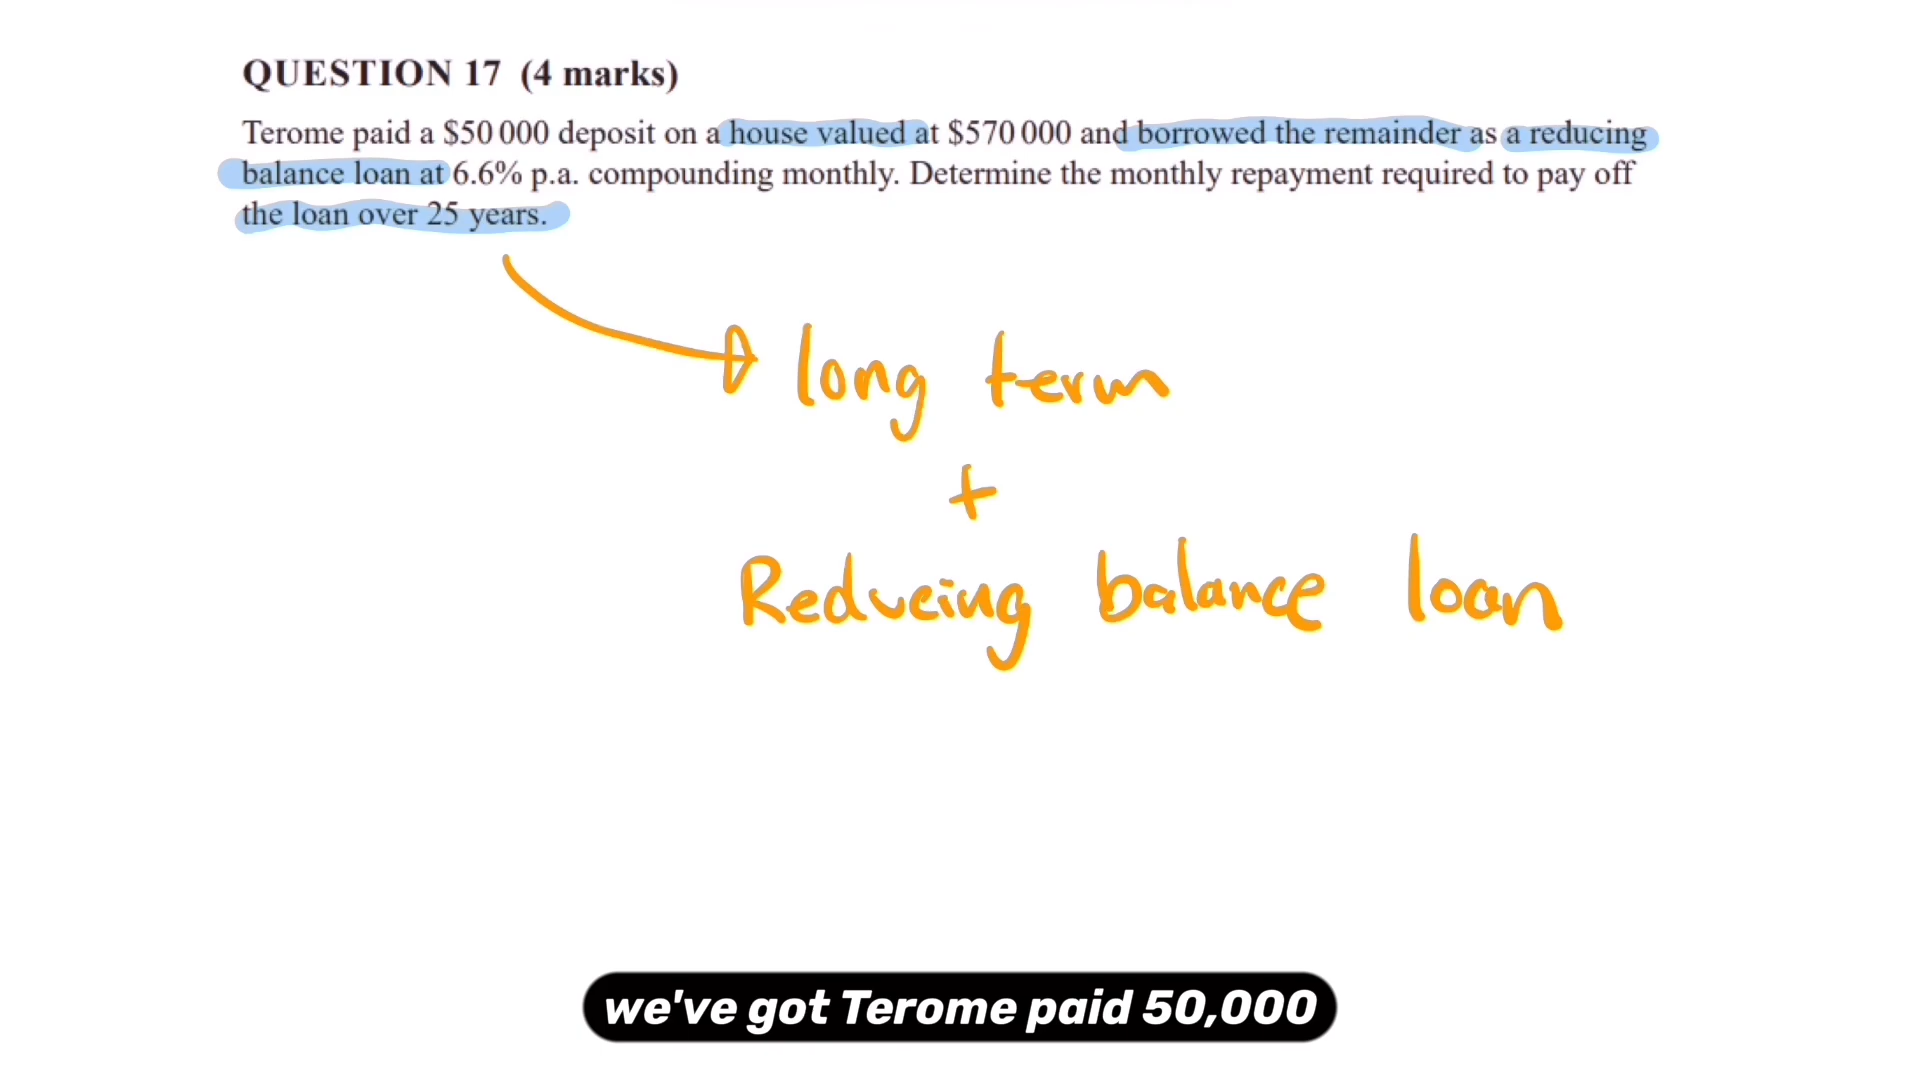 QUESTION 17 (4 marks)
Terome paid a $50 000 deposit on a house valued at $570 000 and borrowed the remainder as a reducing
balance loan at 6.6% p.a. compounding monthly. Determine the monthly repayment required to pay off
the loan over 25 years.
long term
+
Reducing balance loan
we've got Terome paid 50,000